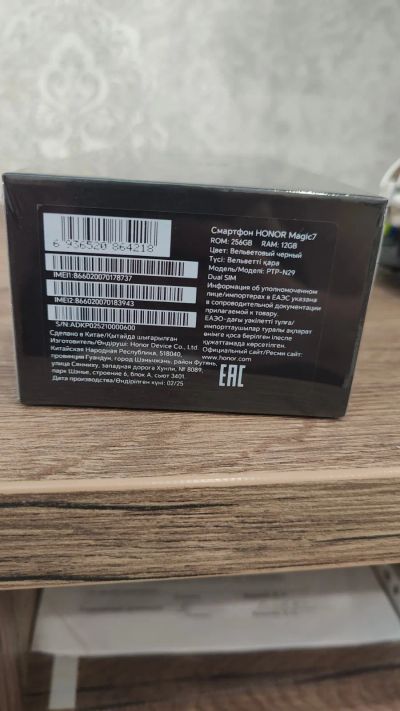 6 936520 864218
IMEI1:866020070178737
IMEI2:866020070183943
S/N:ADKP025210000600
Сделано в Китае/Қытайда шығарылған
Изготовитель/Өндіруші: Honor Device Co., Ltd.
Китайская Народная Республика, 518040,
провинция Гуандун, город Шэньчжэнь, район Футянь,
улица Сянмиху, западная дорога Хунли, № 8089,
парк Шэнье, строение 6, блок A, сьют 3401.
Дата производства/Өндірілген күні: 02/25
Смартфон HONOR Magic7
ROM: 256GB RAM: 12GB
Цвет: Вельветовый черный
Түсі: Вельветті қара
Модель/Моделі: PTP-N29
Dual SIM
Информация об уполномоченном
лице/импортерах в ЕАЭС указана
в сопроводительной документации
прилагаемой к товару.
ЕАЭО-дағы уәкілетті тұлға/
импорттаушылар туралы ақпарат
өнімге қоса берілген ілеспе
құжаттамада көрсетілген.
Официальный сайт/Ресми сайт:
www.honor.com
EAC